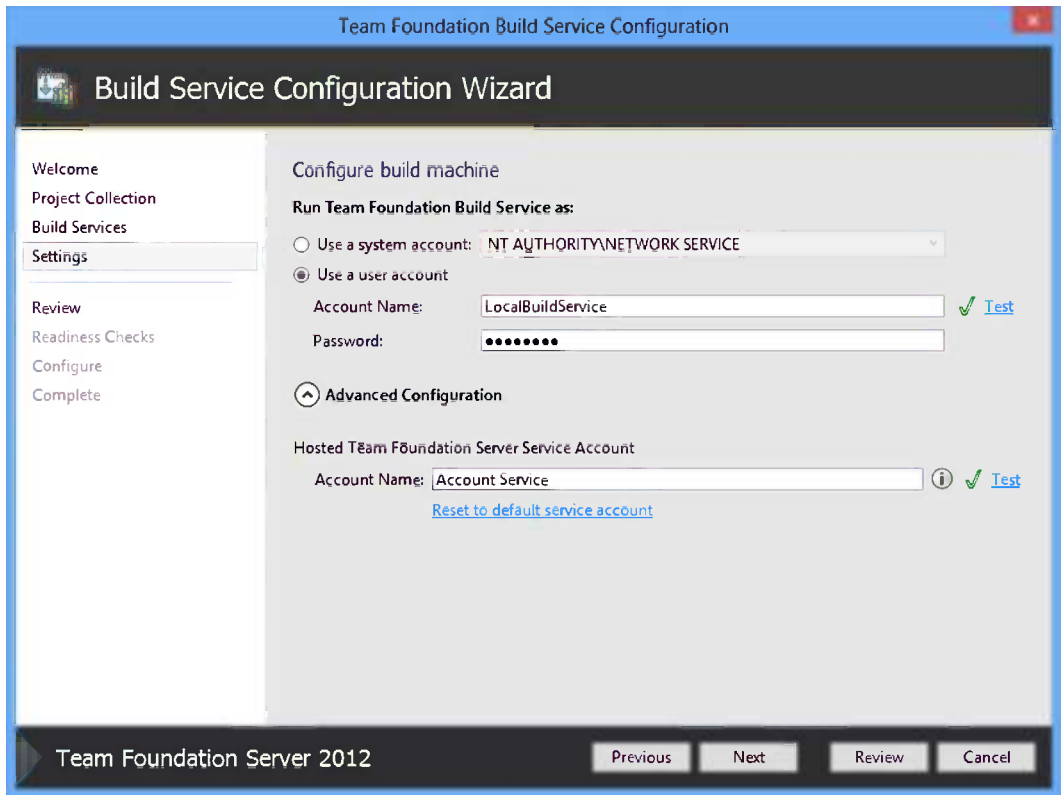 Team Foundation Build Service Configuration
Build Service Configuration Wizard
Welcome
Project Collection
Build Services
Settings
Review
Readiness Checks
Configure
Complete
Configure build machine
Run Team Foundation Build Service as:
Use a system account: NT AUTHORITY\NETWORK SERVICE
Use a user account
Account Name: LocalBuildService Test
Password: ●●●●●●●●
Advanced Configuration
Hosted Team Foundation Server Service Account
Account Name: Account Service Test
Reset to default service account
Team Foundation Server 2012
Previous Next Review Cancel